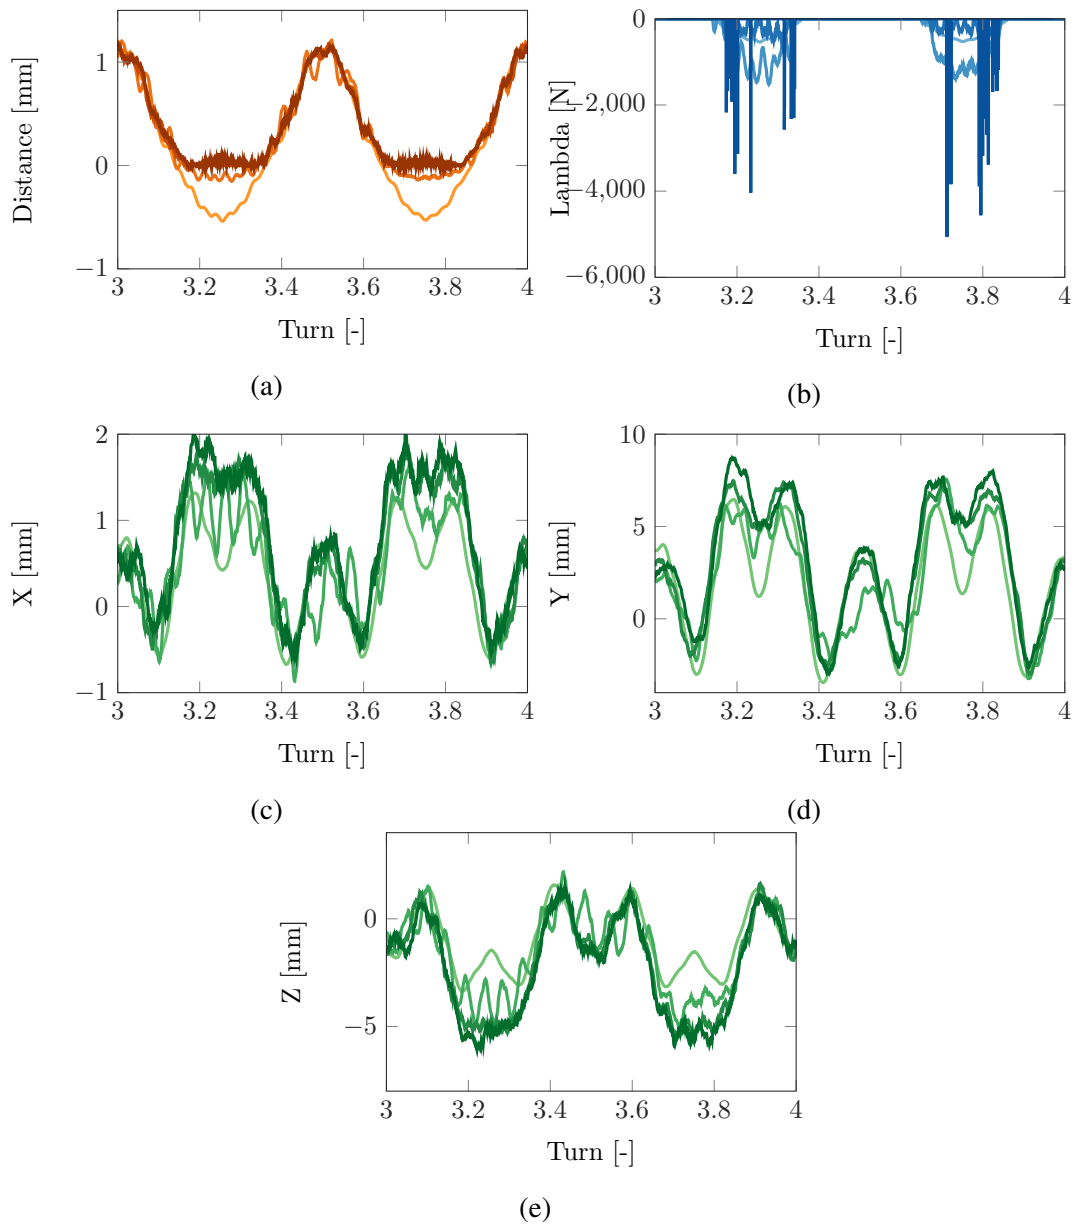 1
0
−1
Distance [mm]
3 3.2 3.4 3.6 3.8 4
Turn [-]
(a)
0
−2,000
−4,000
−6,000
Lambda [N]
3 3.2 3.4 3.6 3.8 4
Turn [-]
(b)
2
1
0
−1
X [mm]
3 3.2 3.4 3.6 3.8 4
Turn [-]
(c)
10
5
0
Y [mm]
3 3.2 3.4 3.6 3.8 4
Turn [-]
(d)
0
−5
Z [mm]
3 3.2 3.4 3.6 3.8 4
Turn [-]
(e)